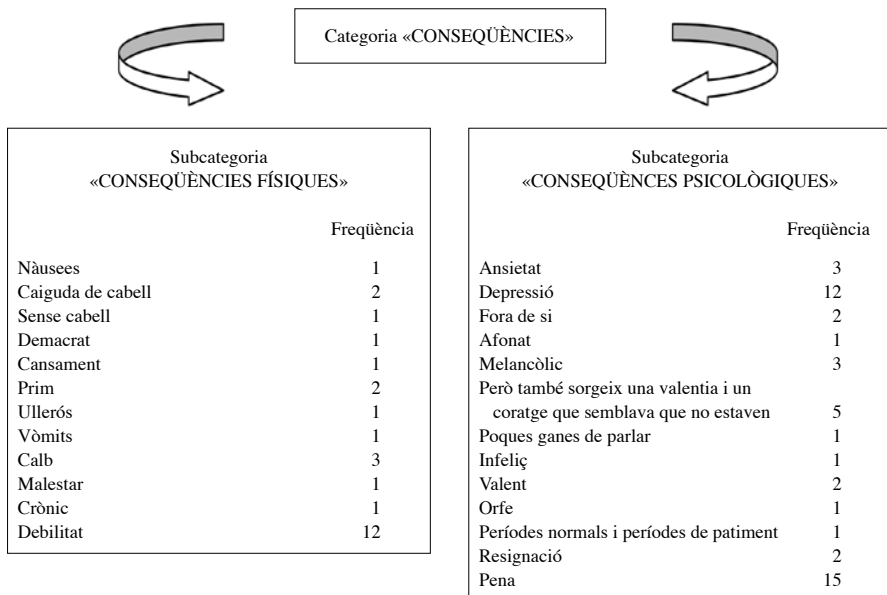 Categoria «CONSEQÜÈNCIES»
Subcategoria
«CONSEQÜÈNCIES FÍSIQUES»
Freqüència
Nàusees 1
Caiguda de cabell 2
Sense cabell 1
Demacrat 1
Cansament 1
Prim 2
Ullerós 1
Vòmits 1
Calb 3
Malestar 1
Crònic 1
Debilitat 12
Subcategoria
«CONSEQÜÈNCES PSICOLÒGIQUES»
Freqüència
Ansietat 3
Depressió 12
Fora de si 2
Afonat 1
Melancòlic 3
Però també sorgeix una valentia i un
coratge que semblava que no estaven 5
Poques ganes de parlar 1
Infeliç 1
Valent 2
Orfe 1
Períodes normals i períodes de patiment 1
Resignació 2
Pena 15